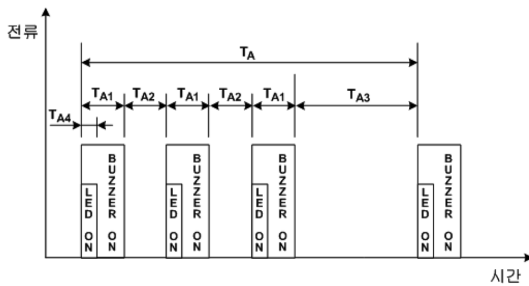 전류
TA
TA1 TA2 TA1 TA2 TA1 TA3
TA4
LED ON BUZZER ON LED ON BUZZER ON LED ON BUZZER ON LED ON BUZZER ON
시간